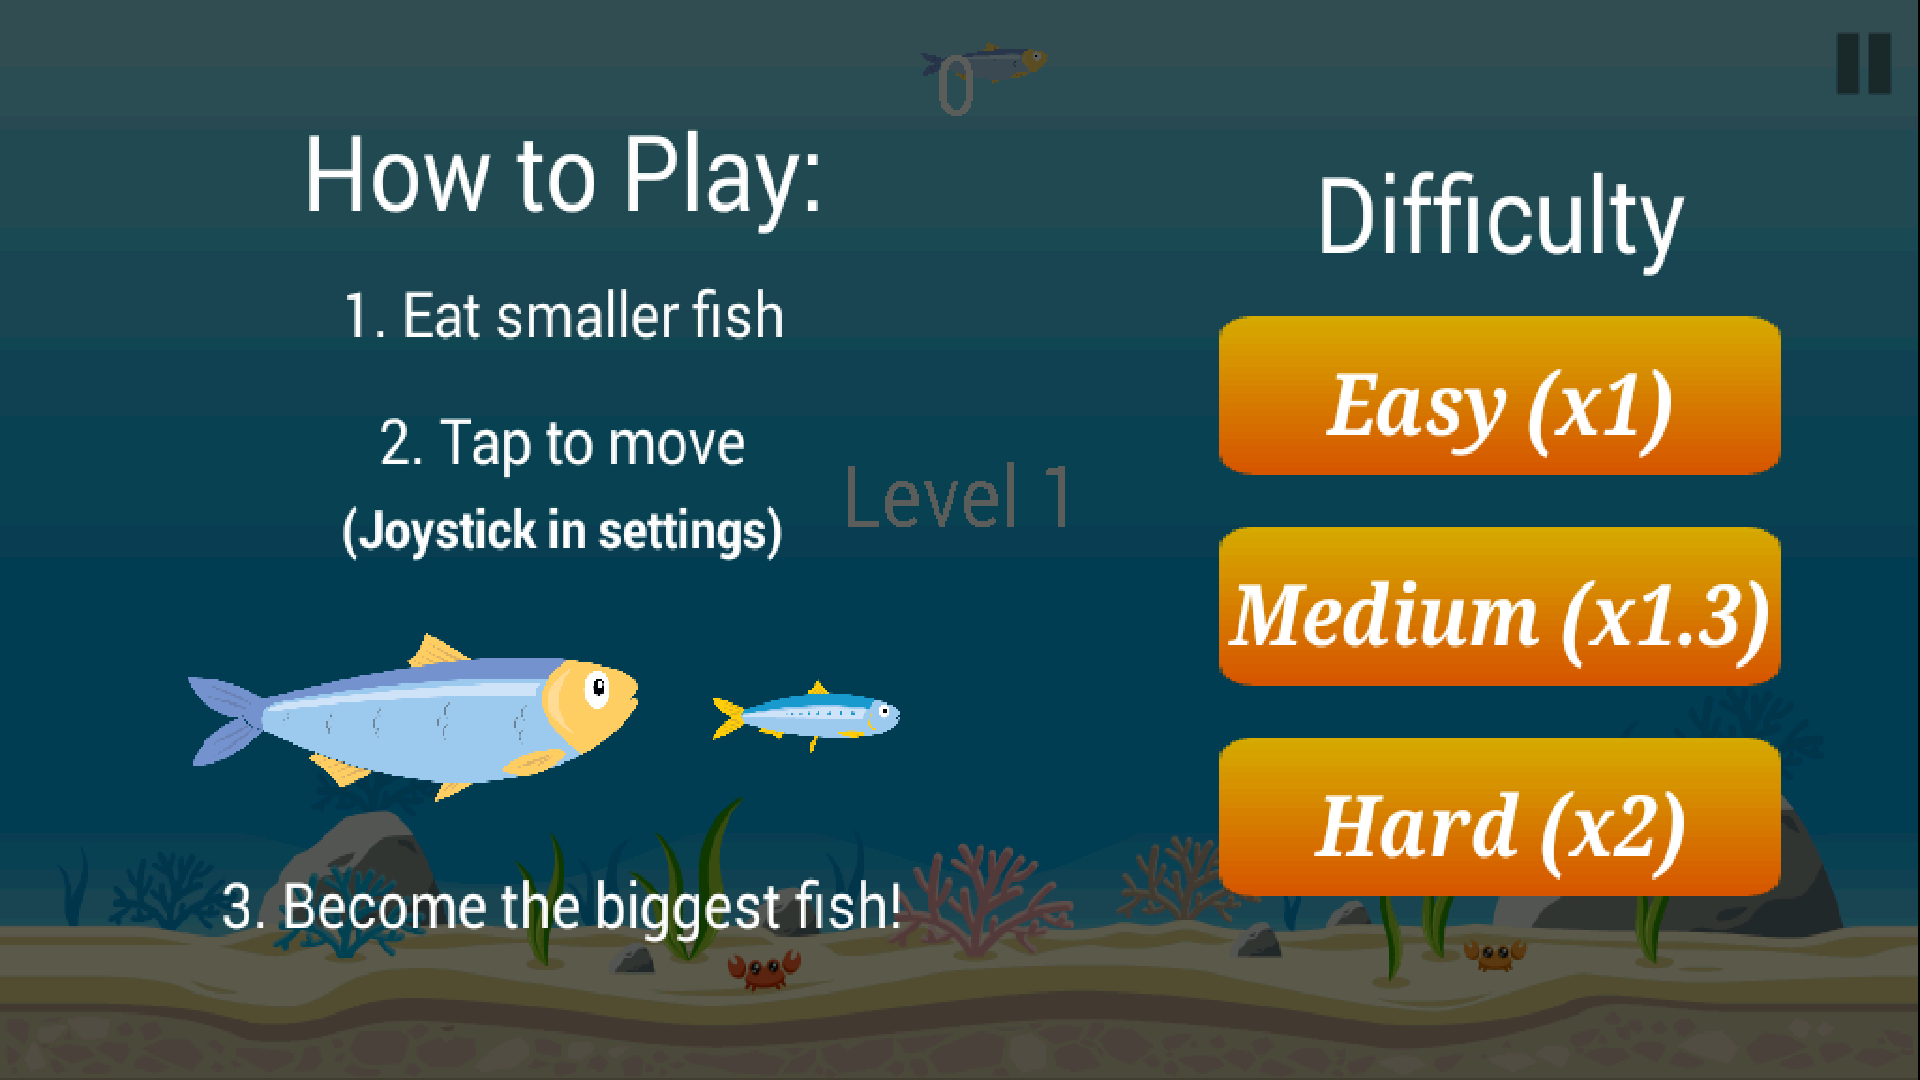 0
How to Play:
1. Eat smaller fish
2. Tap to move
(Joystick in settings)
3. Become the biggest fish!
Level 1
Difficulty
Easy (x1)
Medium (x1.3)
Hard (x2)